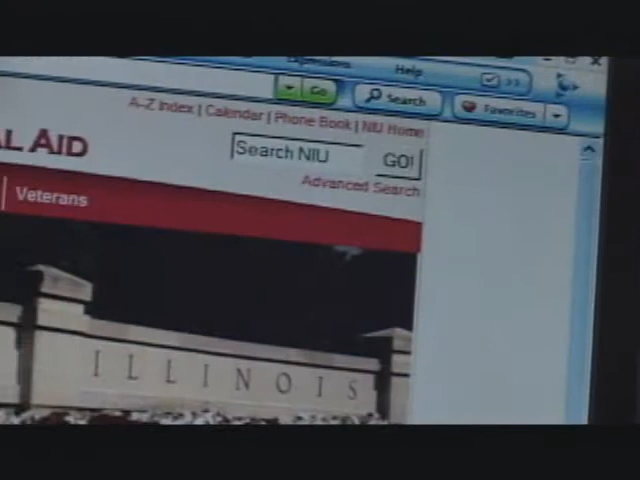 Help
Go Search Favorites
A-Z Index | Calendar | Phone Book | NIU Home
AL AID
Search NIU GO!
Advanced Search
Veterans
ILLINOIS